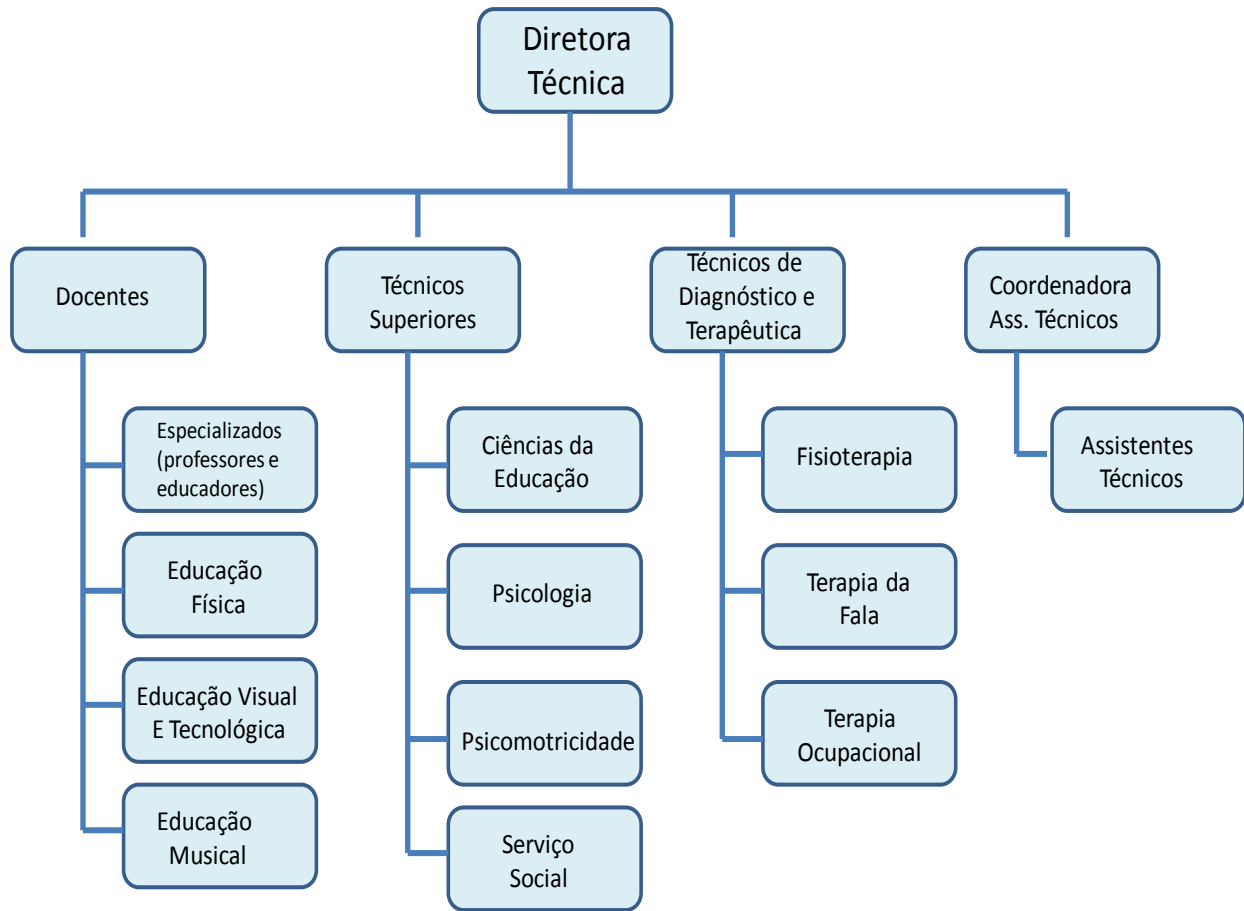 Diretora
Técnica
Docentes
Técnicos
Superiores
Técnicos de
Diagnóstico e
Terapêutica
Coordenadora
Ass. Técnicos
Especializados
(professores e
educadores)
Educação
Física
Educação Visual
E Tecnológica
Educação
Musical
Ciências da
Educação
Psicologia
Psicomotricidade
Serviço
Social
Fisioterapia
Terapia da
Fala
Terapia
Ocupacional
Assistentes
Técnicos